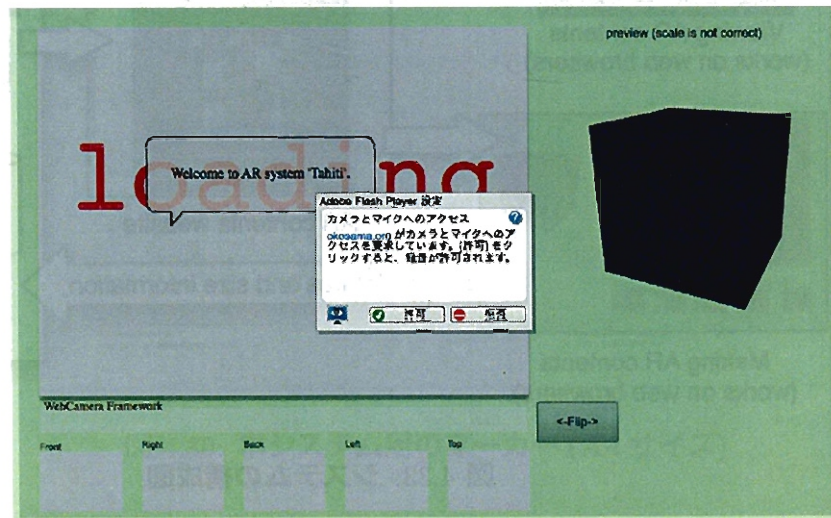 preview (scale is not correct)
loading
Welcome to AR system 'Tahiti'.
Adobe Flash Player 設定
カメラとマイクへのアクセス
okosama.org がカメラとマイクへのア
クセスを要求しています。[許可] をク
リックすると、録音が許可されます。
許可
拒否
WebCamera Framework
<-Flip->
Front
Right
Back
Left
Top